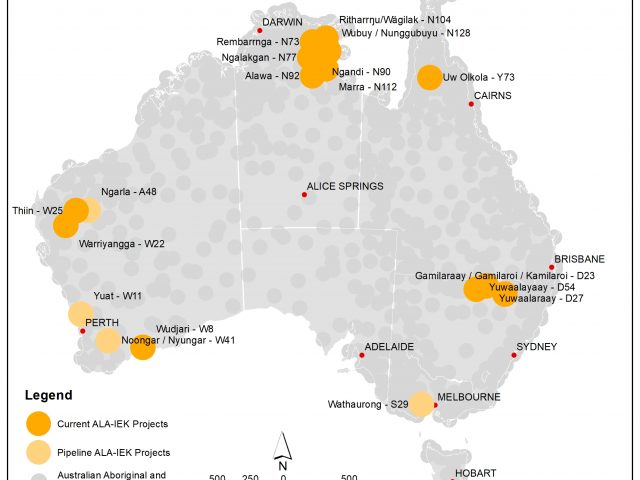 DARWIN
Ritharrŋu/Wägilak - N104
Wubuy / Nunggubuyu - N128
Rembarrnga - N73
Ngalakgan - N77
Alawa - N92
Ngandi - N90
Marra - N112
Uw Olkola - Y73
CAIRNS
ALICE SPRINGS
Ngarla - A48
Thiin - W25
Warriyangga - W22
BRISBANE
Gamilaraay / Gamilaroi / Kamilaroi - D23
Yuwaalayaay - D54
Yuwaalaraay - D27
Yuat - W11
PERTH
Wudjari - W8
Noongar / Nyungar - W41
ADELAIDE
SYDNEY
Wathaurong - S29
MELBOURNE
Legend
Current ALA-IEK Projects
Pipeline ALA-IEK Projects
Australian Aboriginal and
N
500 250 0 500
HOBART